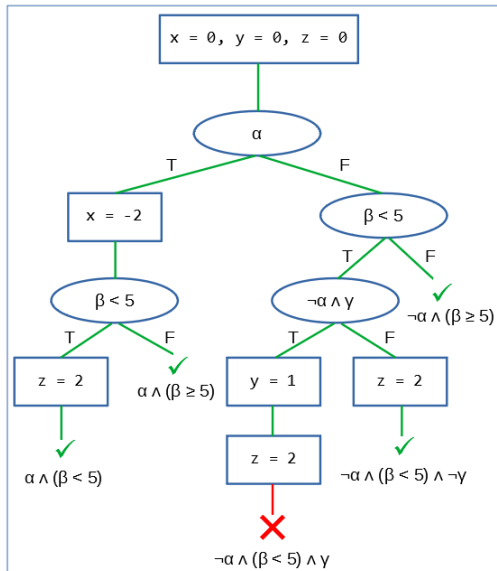 x = 0, y = 0, z = 0
α
T
F
x = -2
β < 5
β < 5
T
F
¬α ∧ γ
¬α ∧ (β ≥ 5)
T
F
T
F
z = 2
α ∧ (β ≥ 5)
y = 1
z = 2
α ∧ (β < 5)
z = 2
¬α ∧ (β < 5) ∧ ¬γ
¬α ∧ (β < 5) ∧ γ